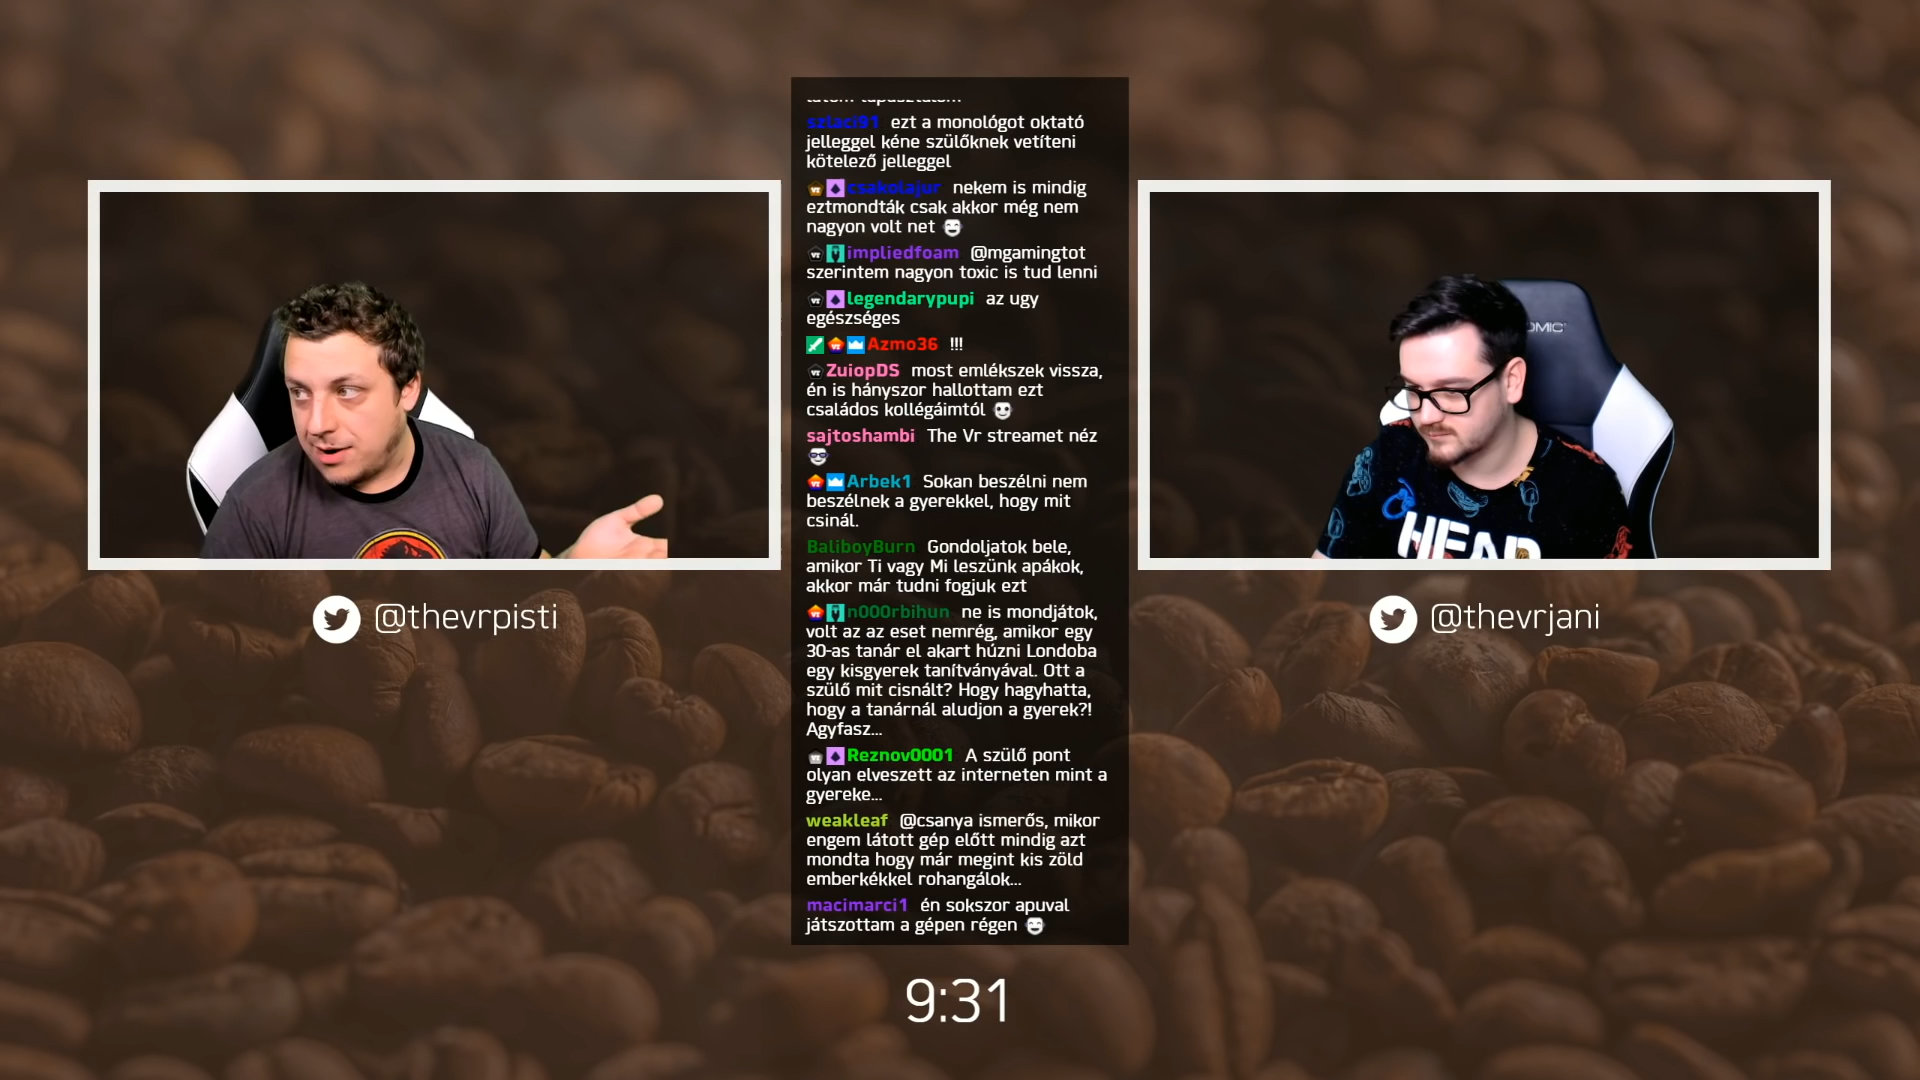 szlaci91 ezt a monológot oktató
jelleggel kéne szülőknek vetíteni
kötelező jelleggel
csakolajur nekem is mindig
eztmondták csak akkor még nem
nagyon volt net
impliedfoam @mgamingtot
szerintem nagyon toxic is tud lenni
legendarypupi az ugy
egészséges
Azmo36 !!!
ZuiopDS most emlékszek vissza,
én is hányszor hallottam ezt
családos kollégáimtól
sajtoshambi The Vr streamet néz
Arbek1 Sokan beszélni nem
beszélnek a gyerekkel, hogy mit
csinál.
BaliboyBurn Gondoljatok bele,
amikor Ti vagy Mi leszünk apákok,
akkor már tudni fogjuk ezt
n000rbihun ne is mondjátok,
volt az az eset nemrég, amikor egy
30-as tanár el akart húzni Londoba
egy kisgyerek tanítványával. Ott a
szülő mit cisnált? Hogy hagyhatta,
hogy a tanárnál aludjon a gyerek?!
Agyfasz...
Reznov0001 A szülő pont
olyan elveszett az interneten mint a
gyereke...
weakleaf @csanya ismerős, mikor
engem látott gép előtt mindig azt
mondta hogy már megint kis zöld
emberkékkel rohangálok...
macimarci1 én sokszor apuval
játszottam a gépen régen
@thevrpisti
@thevrjani
HEAD
9:31